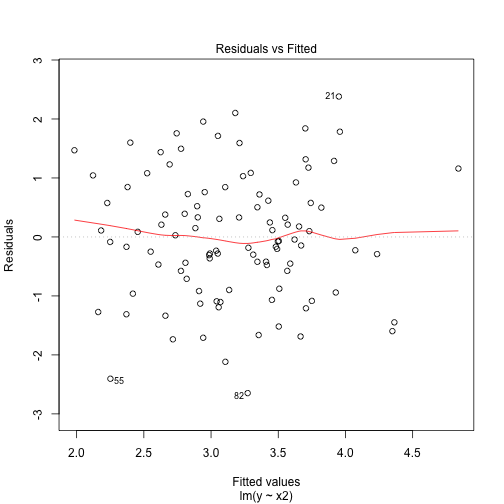 Residuals vs Fitted
3
2
1
0
-1
-2
-3
Residuals
21
55
82
2.0 2.5 3.0 3.5 4.0 4.5
Fitted values
lm(y ~ x2)